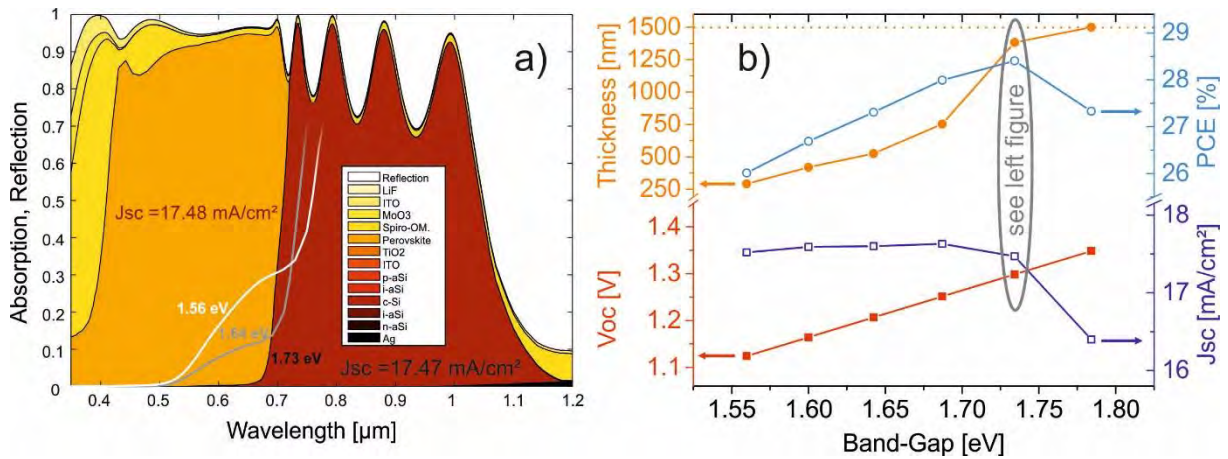 a)
Absorption, Reflection
1
0.9
0.8
0.7
0.6
0.5
0.4
0.3
0.2
0.1
0
Jsc =17.48 mA/cm²
Reflection
LiF
ITO
MoO3
Spiro-OM.
Perovskite
TiO2
ITO
p-aSi
i-aSi
c-Si
i-aSi
n-aSi
Ag
1.56 eV
1.64 eV
1.73 eV
Jsc =17.47 mA/cm²
0.4 0.5 0.6 0.7 0.8 0.9 1 1.1 1.2
Wavelength [µm]
b)
Thickness [nm]
1500
1250
1000
750
500
250
Voc [V]
1.4
1.3
1.2
1.1
see left figure
29
28
27
26
PCE [%]
18
17
16
Jsc [mA/cm²]
1.55 1.60 1.65 1.70 1.75 1.80
Band-Gap [eV]